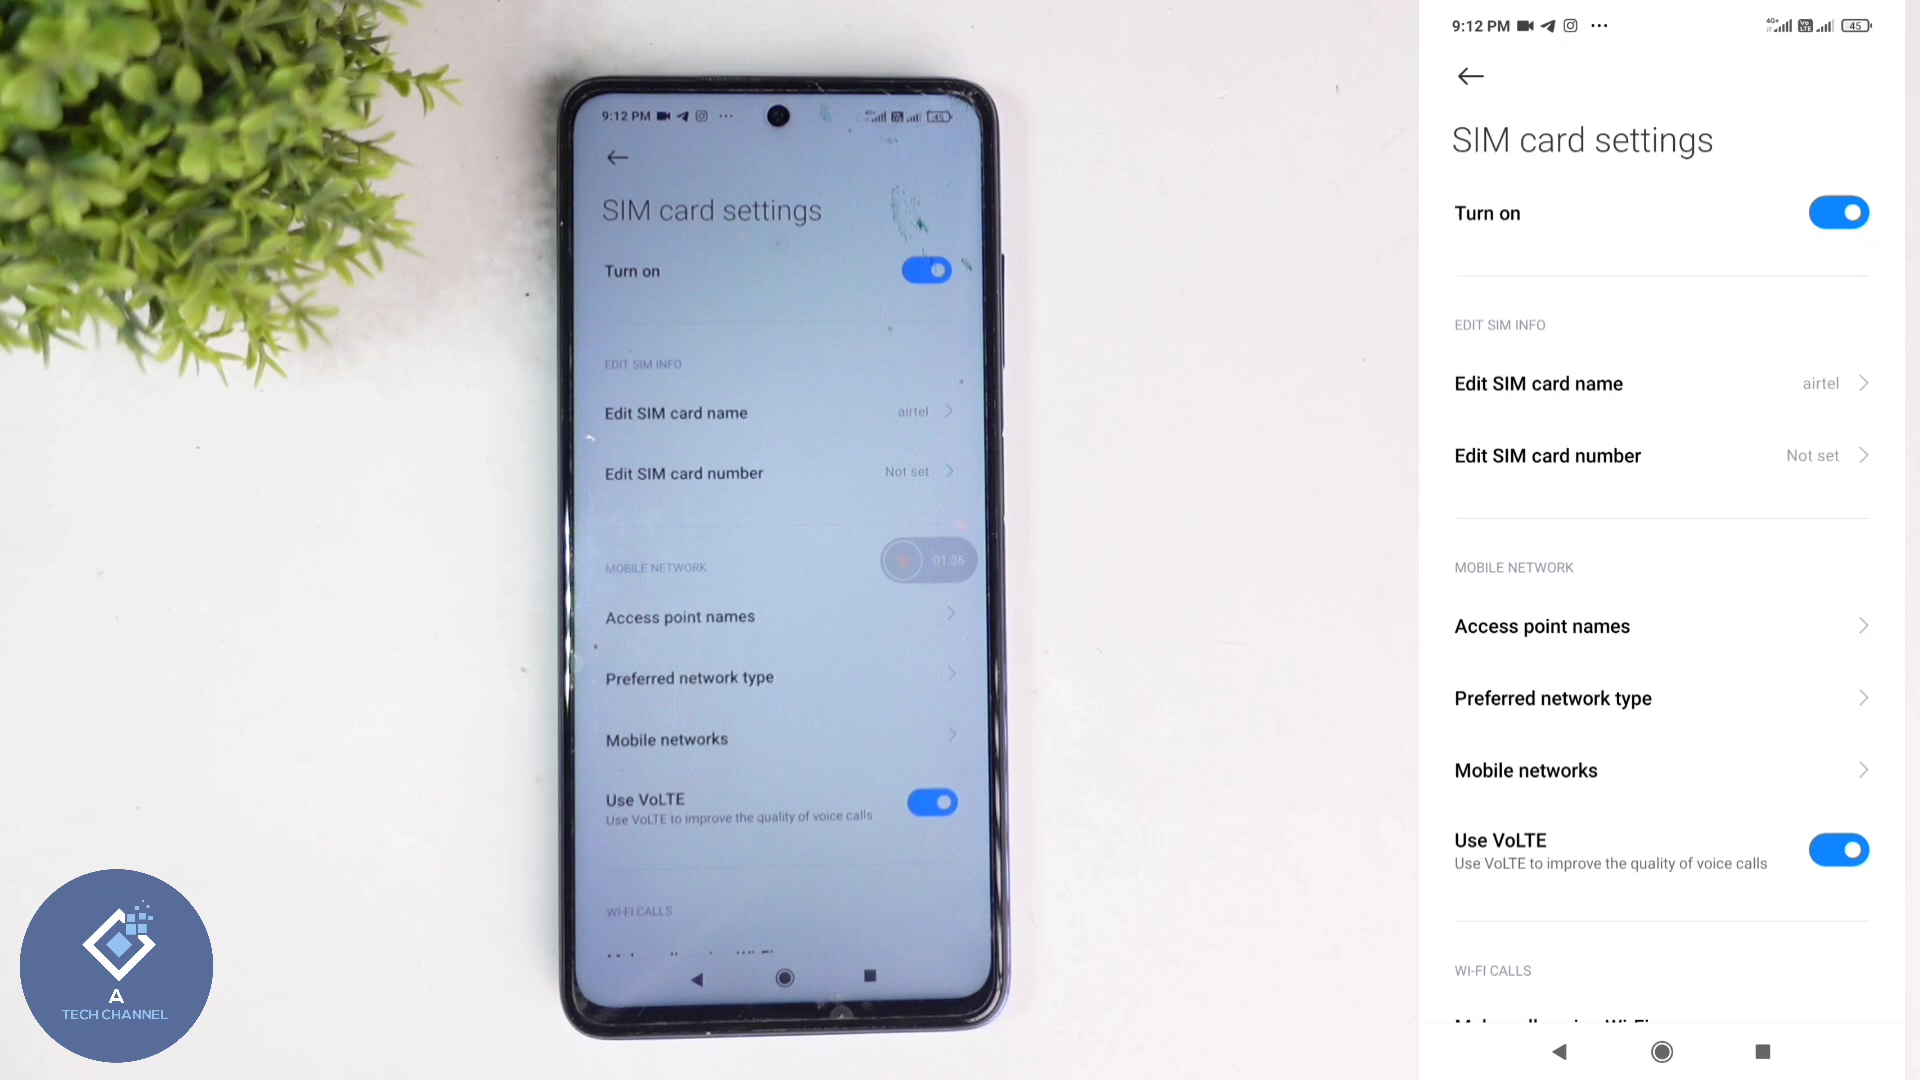 9:12 PM
45
SIM card settings
Turn on
EDIT SIM INFO
Edit SIM card name
airtel
Edit SIM card number
Not set
01:36
MOBILE NETWORK
Access point names
Preferred network type
Mobile networks
Use VoLTE
Use VoLTE to improve the quality of voice calls
WI-FI CALLS
A
TECH CHANNEL
9:12 PM
4G+
Vo
LTE
45
SIM card settings
Turn on
EDIT SIM INFO
Edit SIM card name
airtel
Edit SIM card number
Not set
MOBILE NETWORK
Access point names
Preferred network type
Mobile networks
Use VoLTE
Use VoLTE to improve the quality of voice calls
WI-FI CALLS